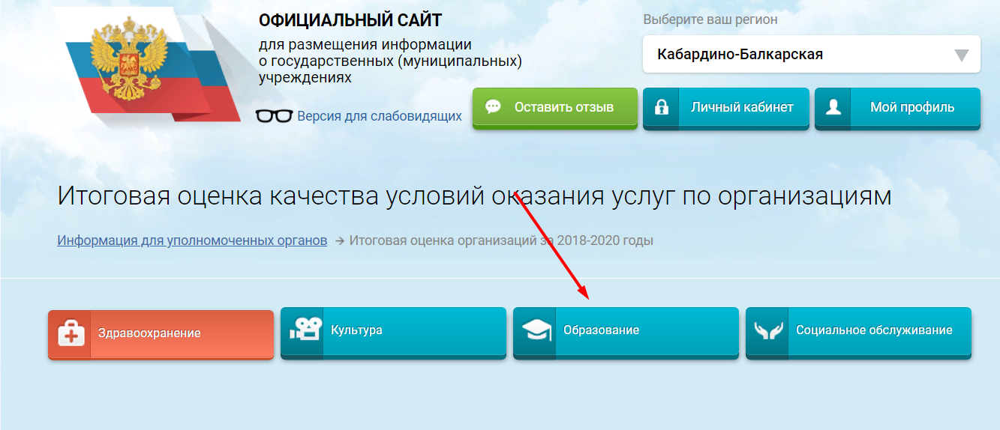 ОФИЦИАЛЬНЫЙ САЙТ
для размещения информации
о государственных (муниципальных)
учреждениях
Версия для слабовидящих
Выберите ваш регион
Кабардино-Балкарская
Оставить отзыв
Личный кабинет
Мой профиль
Итоговая оценка качества условий оказания услуг по организациям
Информация для уполномоченных органов → Итоговая оценка организаций за 2018-2020 годы
Здравоохранение
Культура
Образование
Социальное обслуживание